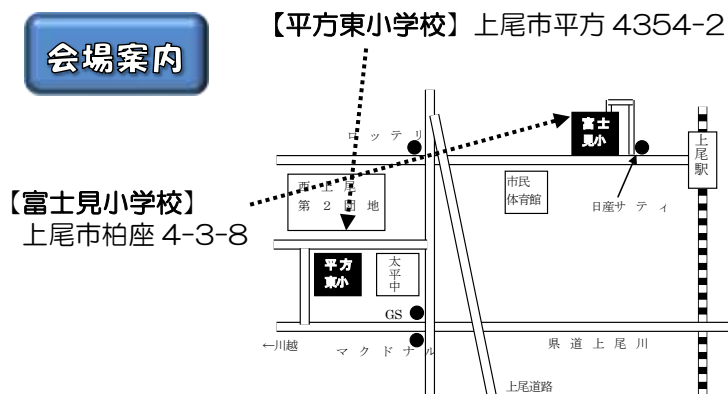 会場案内
【平方東小学校】上尾市平方 4354-2
【富士見小学校】
上尾市柏座 4-3-8
ロッテリ
富士
見小
上尾駅
西上尾
第2団地
市民
体育館
日産サティ
平方
東小
太平中
GS
←川越
マクドナル
県道上尾川
上尾道路